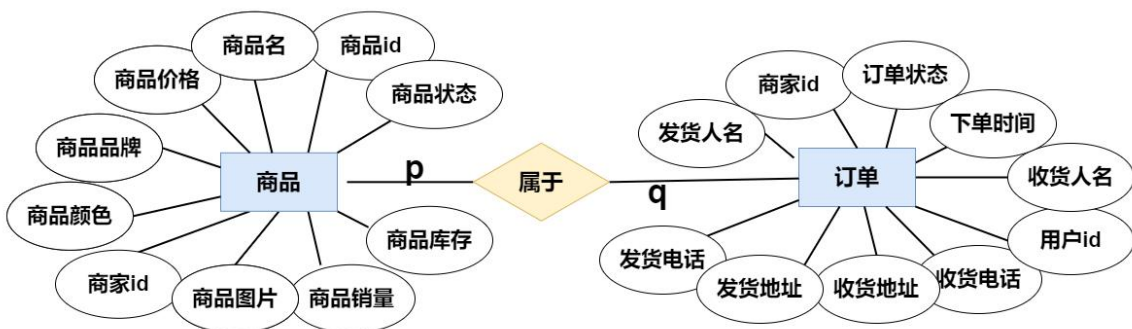 商品名
商品id
商品价格
商品状态
商品品牌
商品
商品颜色
商家id
商品图片
商品销量
商品库存
p
属于
q
商家id
订单状态
发货人名
下单时间
订单
收货人名
发货电话
发货地址
收货地址
收货电话
用户id